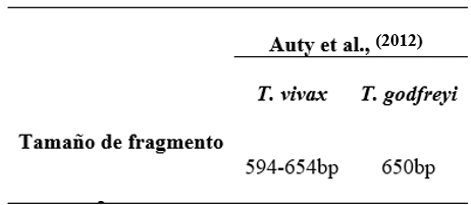 Auty et al., (2012)
T. vivax T. godfreyi
Tamaño de fragmento
594-654bp 650bp